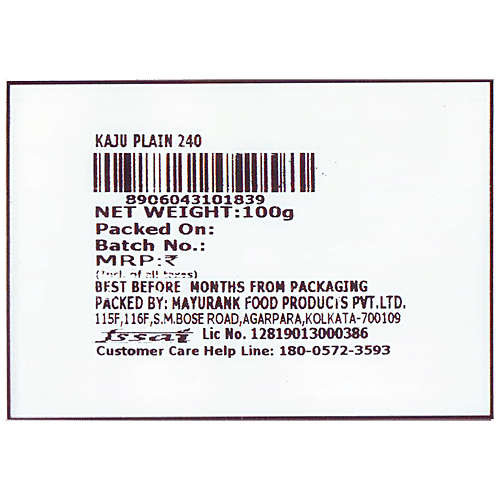 KAJU PLAIN 240
8906043101839
NET WEIGHT:100g
Packed On:
Batch No.:
MRP:₹
(Incl. of all taxes)
BEST BEFORE MONTHS FROM PACKAGING
PACKED BY: MAYURANK FOOD PRODUCTS PVT.LTD.
115F,116F,S.M.BOSE ROAD,AGARPARA,KOLKATA-700109
fssai Lic No. 12819013000386
Customer Care Help Line: 180-0572-3593